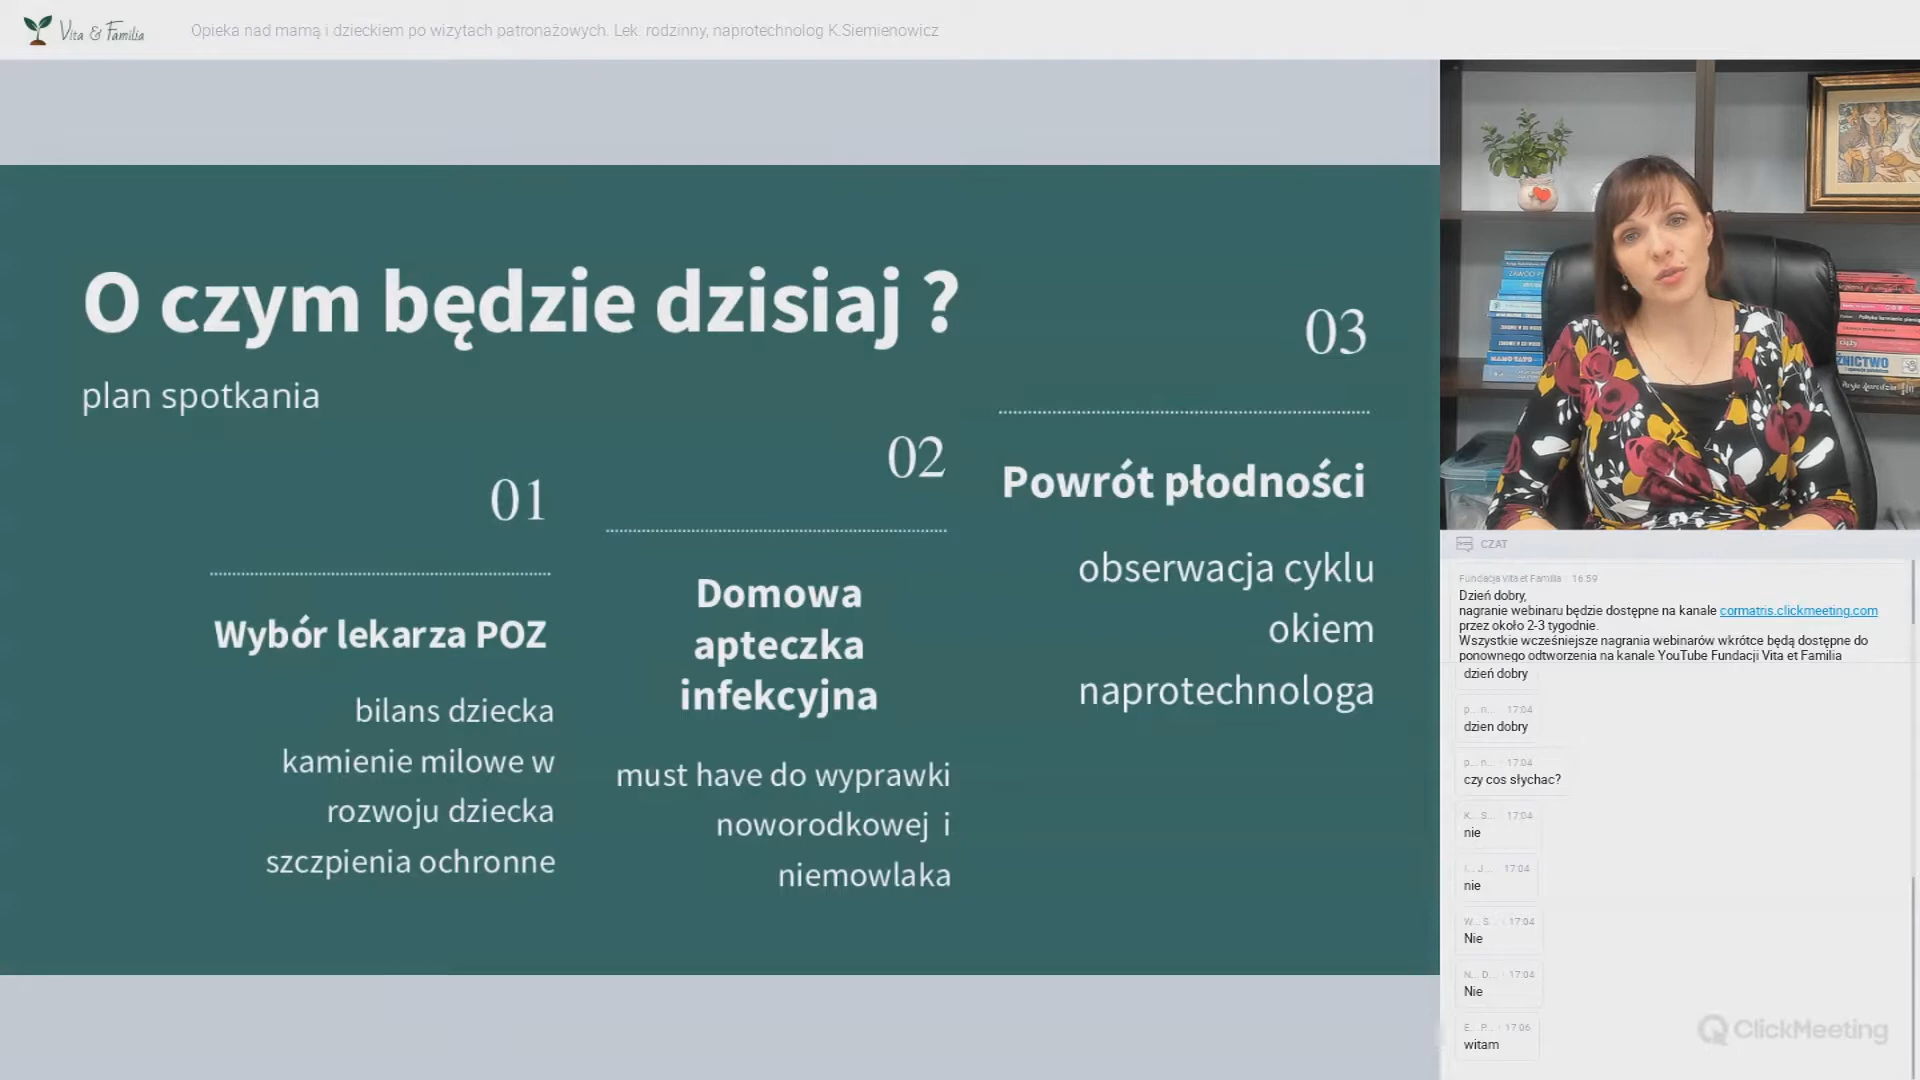 Vita & Familia
Opieka nad mamą i dzieckiem po wizytach patronażowych. Lek. rodzinny, naprotechnolog K.Siemienowicz
O czym będzie dzisiaj ?
plan spotkania
01
Wybór lekarza POZ
bilans dziecka
kamienie milowe w
rozwoju dziecka
szczpienia ochronne
02
Domowa
apteczka
infekcyjna
must have do wyprawki
noworodkowej i
niemowlaka
03
Powrót płodności
obserwacja cyklu
okiem
naprotechnologa
CZAT
Fundacja Vita et Familia 16:59
Dzień dobry,
nagranie webinaru będzie dostępne na kanale cormatris.clickmeeting.com
przez około 2-3 tygodnie.
Wszystkie wcześniejsze nagrania webinarów wkrótce będą dostępne do
ponownego odtworzenia na kanale YouTube Fundacji Vita et Familia
dzień dobry
p... n... 17:04
dzien dobry
p... n... 17:04
czy cos słychac?
K... S... 17:04
nie
I... J... 17:04
nie
W... S... 17:04
Nie
N... D... 17:04
Nie
E... P... 17:06
witam
ClickMeeting